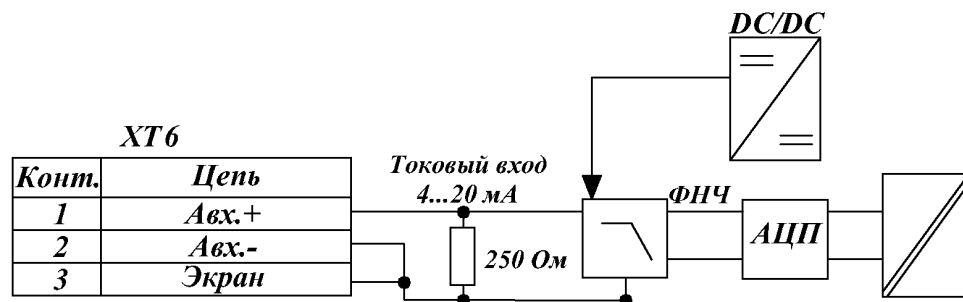 DC/DC
XT6
Конт. Цепь
1 Авх.+
2 Авх.-
3 Экран
Токовый вход
4...20 мА
250 Ом
ФНЧ
АЦП